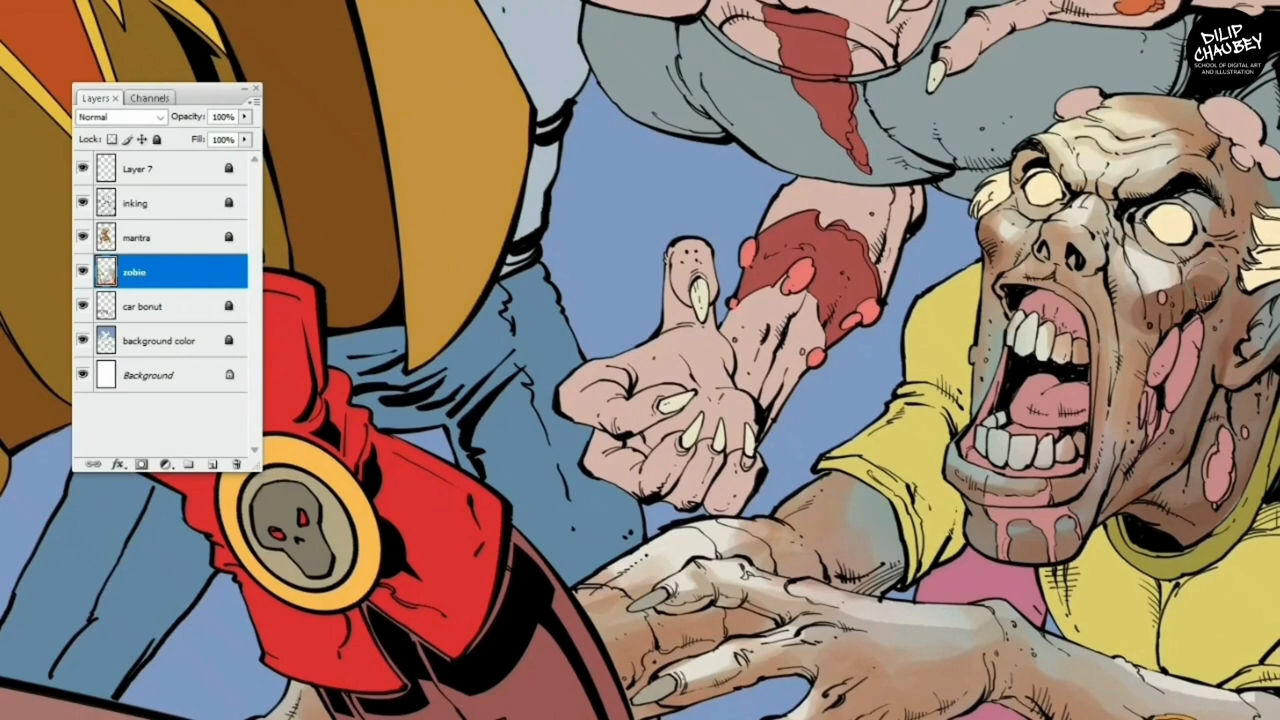 DILIP
CHAUBEY
SCHOOL OF DIGITAL ART
AND ILLUSTRATION
Layers × Channels
Normal Opacity: 100%
Lock: Fill: 100%
Layer 7
inking
mantra
zobie
car bonut
background color
Background
fx